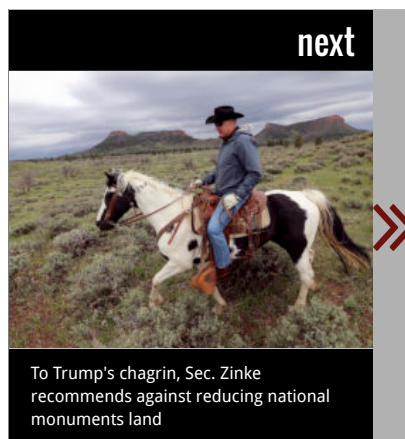 next
To Trump's chagrin, Sec. Zinke
recommends against reducing national
monuments land